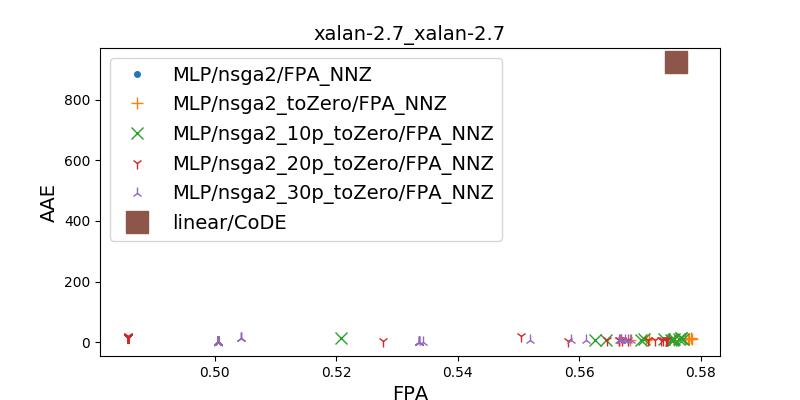 xalan-2.7_xalan-2.7
MLP/nsga2/FPA_NNZ
MLP/nsga2_toZero/FPA_NNZ
MLP/nsga2_10p_toZero/FPA_NNZ
MLP/nsga2_20p_toZero/FPA_NNZ
MLP/nsga2_30p_toZero/FPA_NNZ
linear/CoDE
AAE
800
600
400
200
0
0.50 0.52 0.54 0.56 0.58
FPA